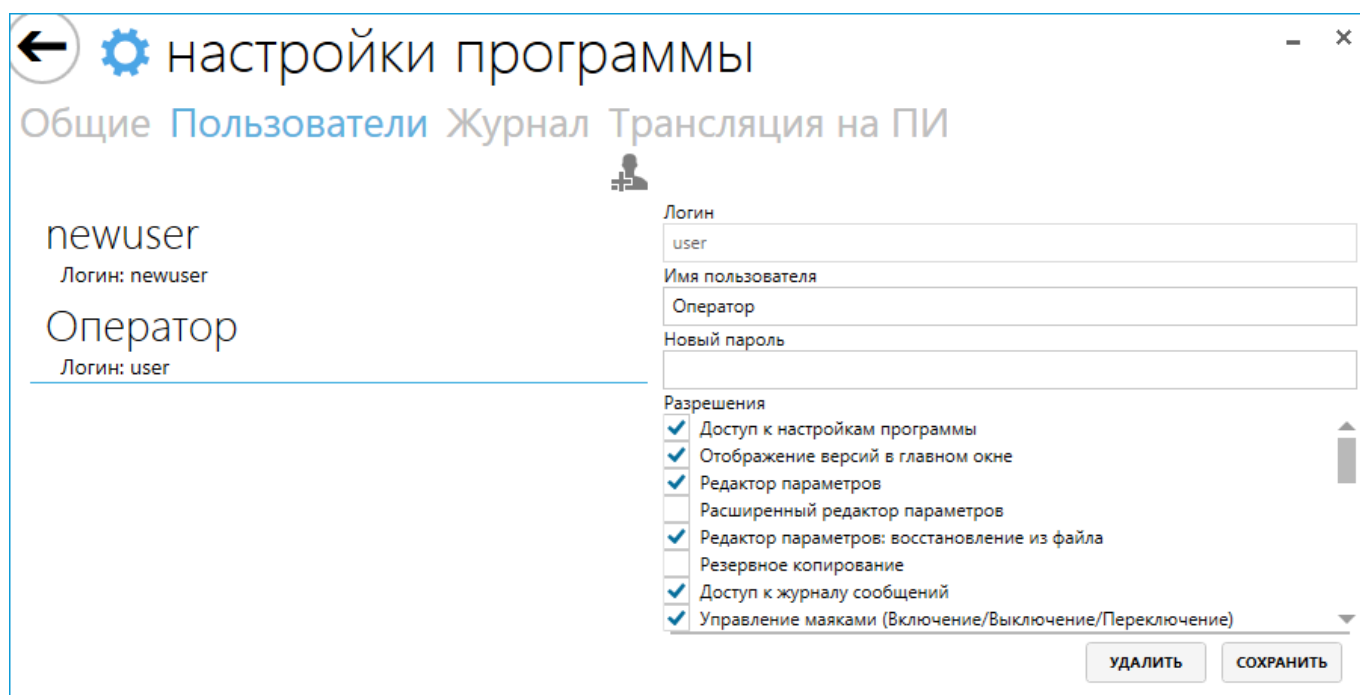 настройки программы
Общие Пользователи Журнал Трансляция на ПИ
newuser
Логин: newuser
Оператор
Логин: user
Логин
user
Имя пользователя
Оператор
Новый пароль
Разрешения
Доступ к настройкам программы
Отображение версий в главном окне
Редактор параметров
Расширенный редактор параметров
Редактор параметров: восстановление из файла
Резервное копирование
Доступ к журналу сообщений
Управление маяками (Включение/Выключение/Переключение)
УДАЛИТЬ СОХРАНИТЬ